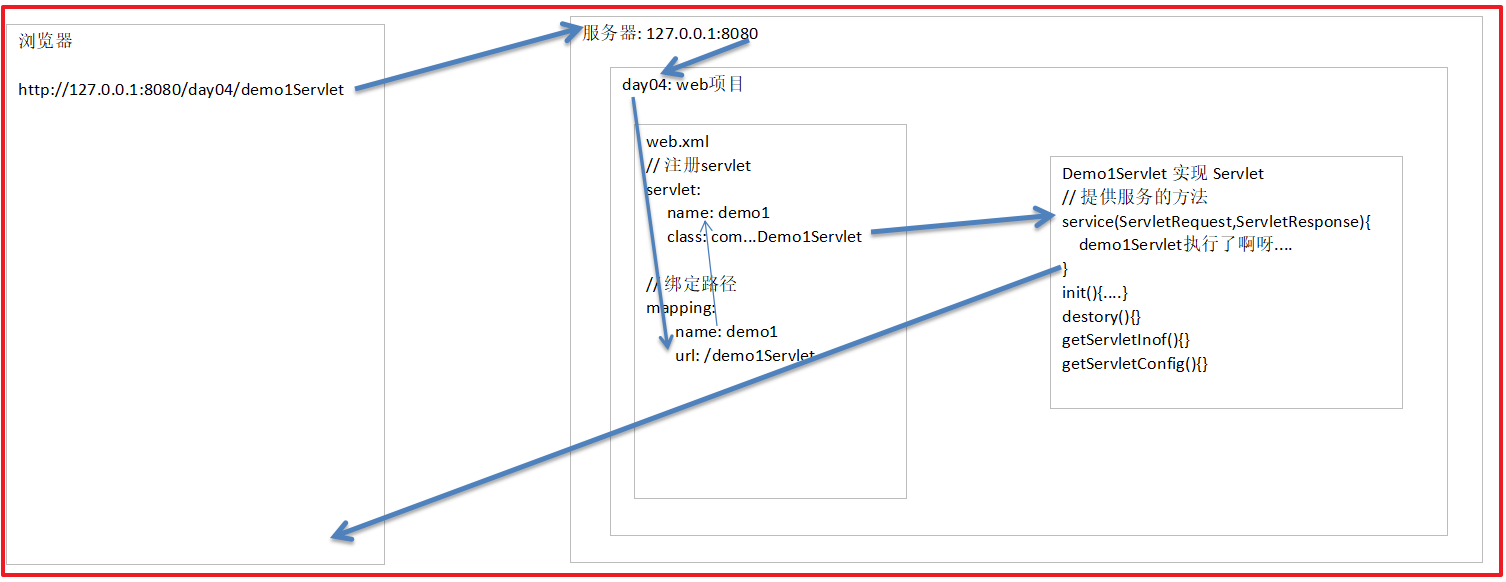 浏览器
http://127.0.0.1:8080/day04/demo1Servlet
服务器: 127.0.0.1:8080
day04: web项目
web.xml
// 注册servlet
servlet:
name: demo1
class: com...Demo1Servlet
// 绑定路径
mapping:
name: demo1
url: /demo1Servlet
Demo1Servlet 实现 Servlet
// 提供服务的方法
service(ServletRequest,ServletResponse){
demo1Servlet执行了啊呀....
}
init(){....}
destory(){}
getServletInof(){}
getServletConfig(){}